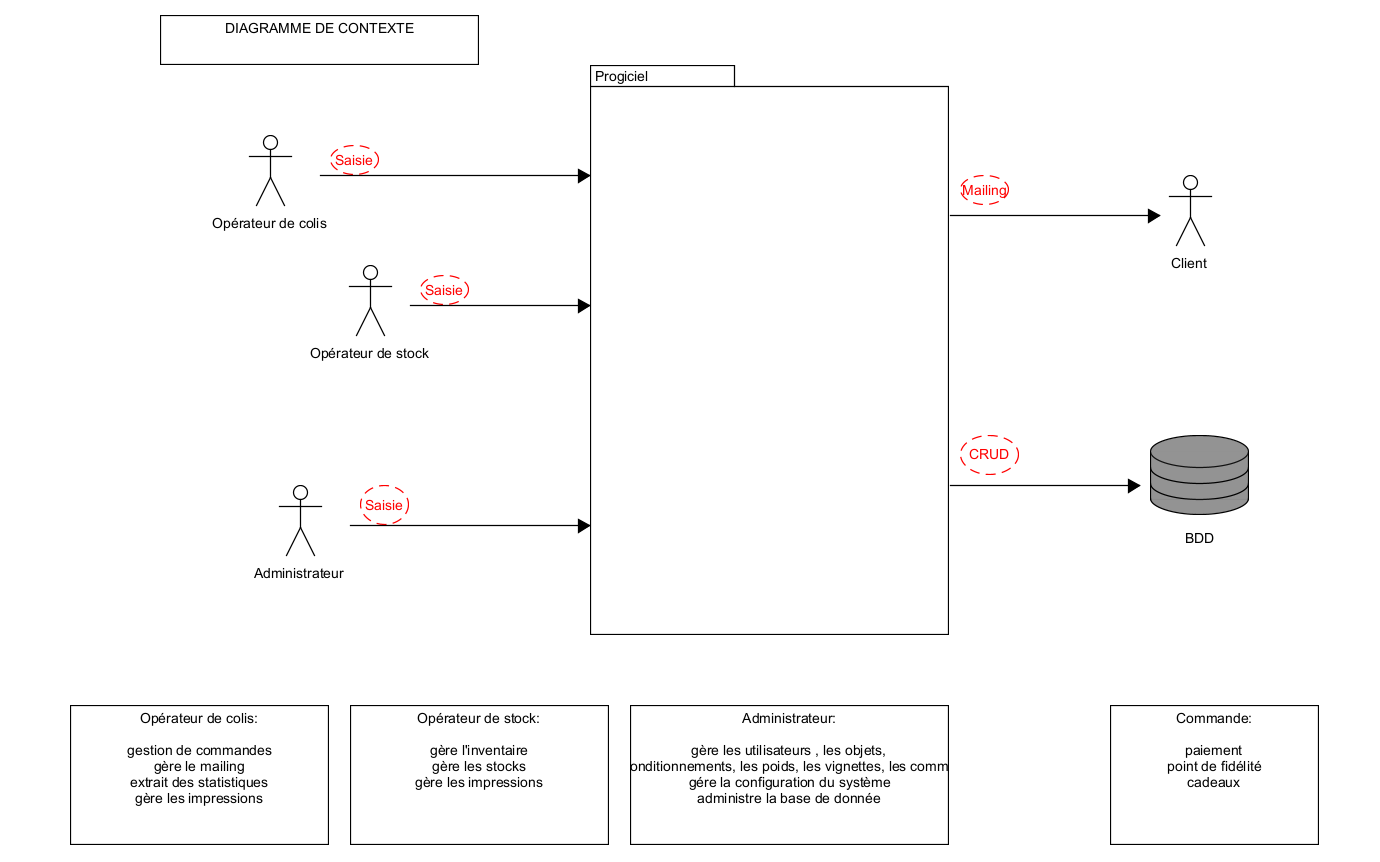 DIAGRAMME DE CONTEXTE
Progiciel
Saisie
Opérateur de colis
Mailing
Client
Saisie
Opérateur de stock
CRUD
BDD
Saisie
Administrateur
Opérateur de colis:
gestion de commandes
gère le mailing
extrait des statistiques
gère les impressions
Opérateur de stock:
gère l'inventaire
gère les stocks
gère les impressions
Administrateur:
gère les utilisateurs , les objets,
onditionnements, les poids, les vignettes, les comm
gére la configuration du système
administre la base de donnée
Commande:
paiement
point de fidélité
cadeaux